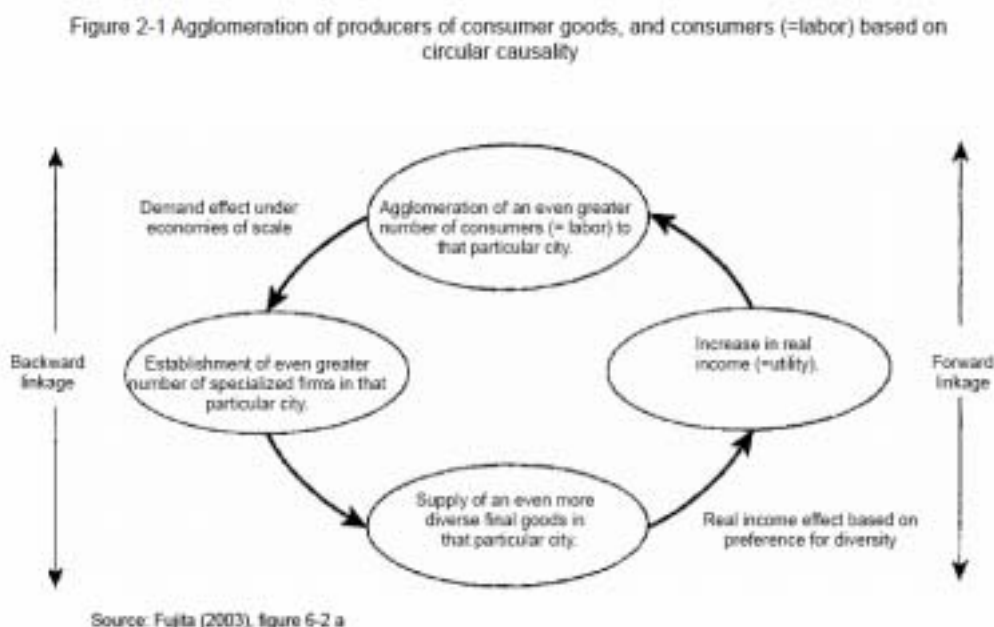 Figure 2-1 Agglomeration of producers of consumer goods, and consumers (=labor) based on
circular causality
Demand effect under
economies of scale
Agglomeration of an even greater
number of consumers (= labor) to
that particular city.
Backward
linkage
Establishment of even greater
number of specialized firms in that
particular city.
Increase in real
income (=utility).
Forward
linkage
Supply of an even more
diverse final goods in
that particular city.
Real income effect based on
preference for diversity
Source: Fujita (2003), figure 6-2 a